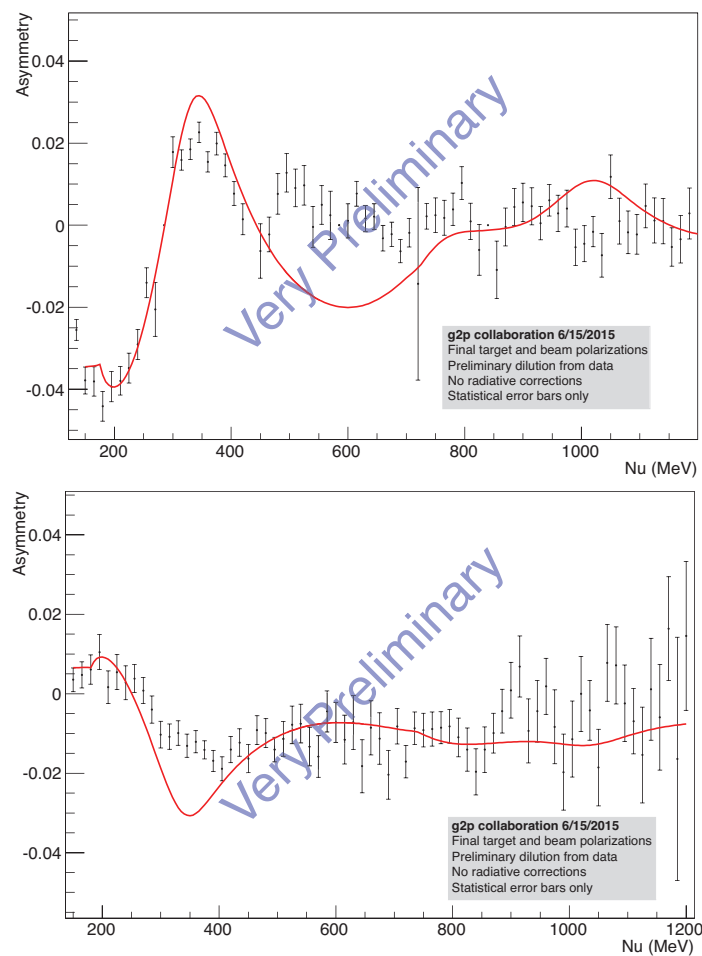 Asymmetry
0.04
0.02
0
-0.02
-0.04
Very Preliminary
g2p collaboration 6/15/2015
Final target and beam polarizations
Preliminary dilution from data
No radiative corrections
Statistical error bars only
200 400 600 800 1000
Nu (MeV)
Asymmetry
0.04
0.02
0
-0.02
-0.04
Very Preliminary
g2p collaboration 6/15/2015
Final target and beam polarizations
Preliminary dilution from data
No radiative corrections
Statistical error bars only
200 400 600 800 1000 1200
Nu (MeV)